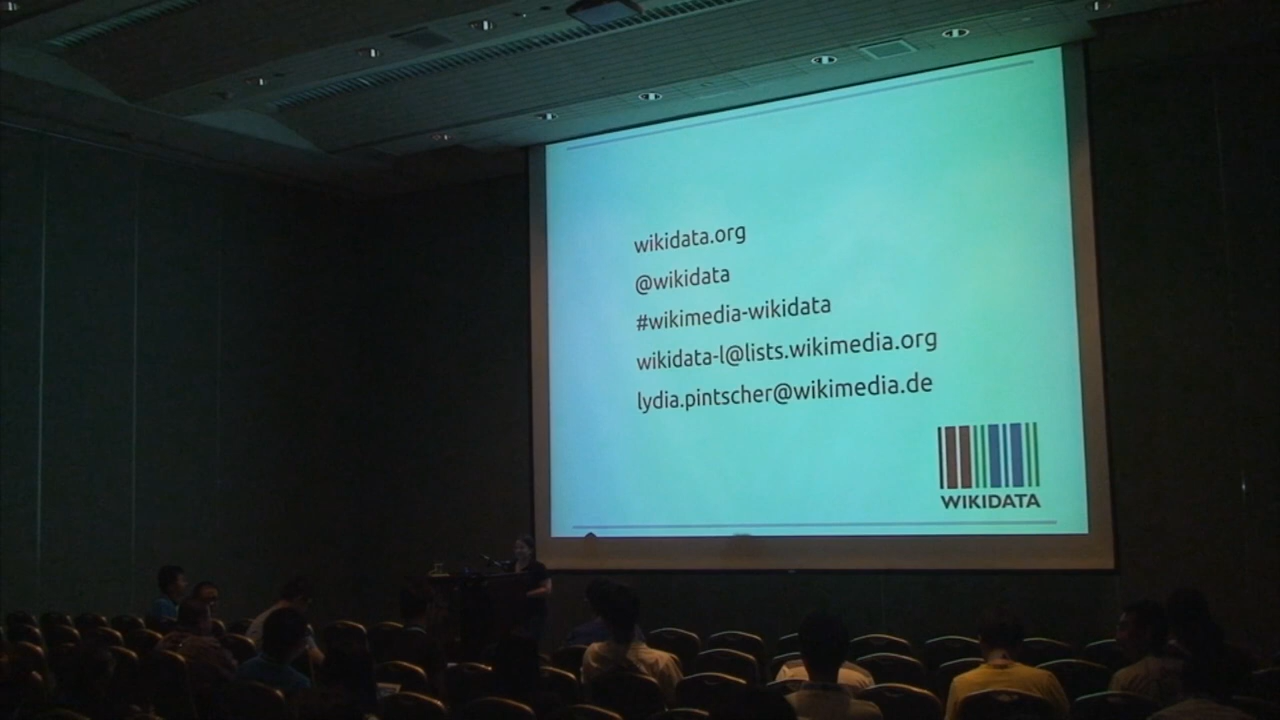 wikidata.org
@wikidata
#wikimedia-wikidata
wikidata-l@lists.wikimedia.org
lydia.pintscher@wikimedia.de
WIKIDATA